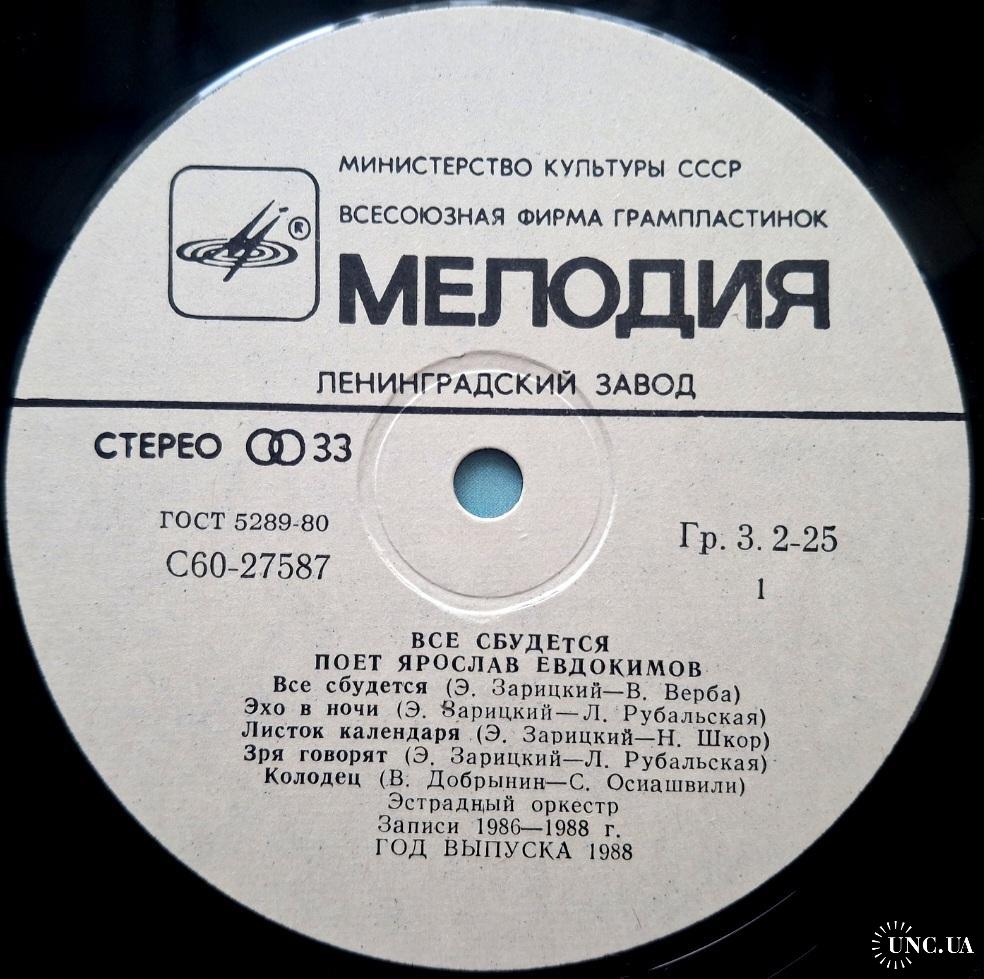 МИНИСТЕРСТВО КУЛЬТУРЫ СССР
ВСЕСОЮЗНАЯ ФИРМА ГРАМПЛАСТИНОК
®
МЕЛОДИЯ
ЛЕНИНГРАДСКИЙ ЗАВОД
СТЕРЕО 33
ГОСТ 5289-80
С60-27587
Гр. 3. 2-25
1
ВСЕ СБУДЕтСЯ
ПОЕТ ЯРОСЛАВ ЕВДОКИМОВ
Все сбудется (Э. Зарицкий—В. Верба)
Эхо в ночи (Э. Зарицкий—Л. Рубальская)
Листок календаря (Э. Зарицкий—Н. Шкор)
Зря говорят (Э. Зарицкий—Л. Рубальская)
Колодец (В. Добрынин—С. Осиашвили)
Эстрадный оркестр
Записи 1986—1988 г.
ГОД ВЫПУСКА 1988
UNC.UA